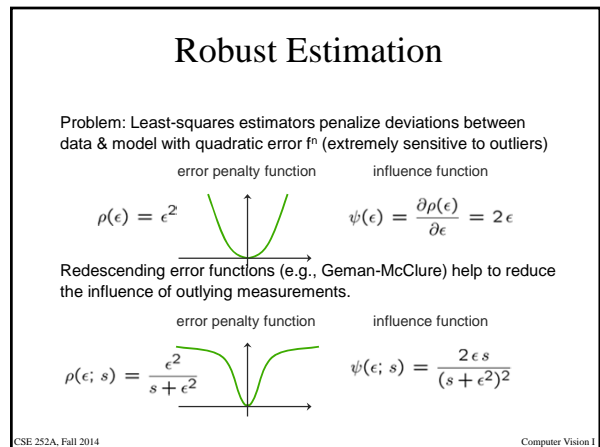 Robust Estimation
Problem: Least-squares estimators penalize deviations between
data & model with quadratic error fⁿ (extremely sensitive to outliers)
error penalty function influence function
ρ(ϵ) = ϵ² ψ(ϵ) = ∂ρ(ϵ)/∂ϵ = 2 ϵ
Redescending error functions (e.g., Geman-McClure) help to reduce
the influence of outlying measurements.
error penalty function influence function
ρ(ϵ; s) = ϵ²/(s + ϵ²) ψ(ϵ; s) = 2 ϵ s/(s + ϵ²)²
CSE 252A, Fall 2014 Computer Vision I